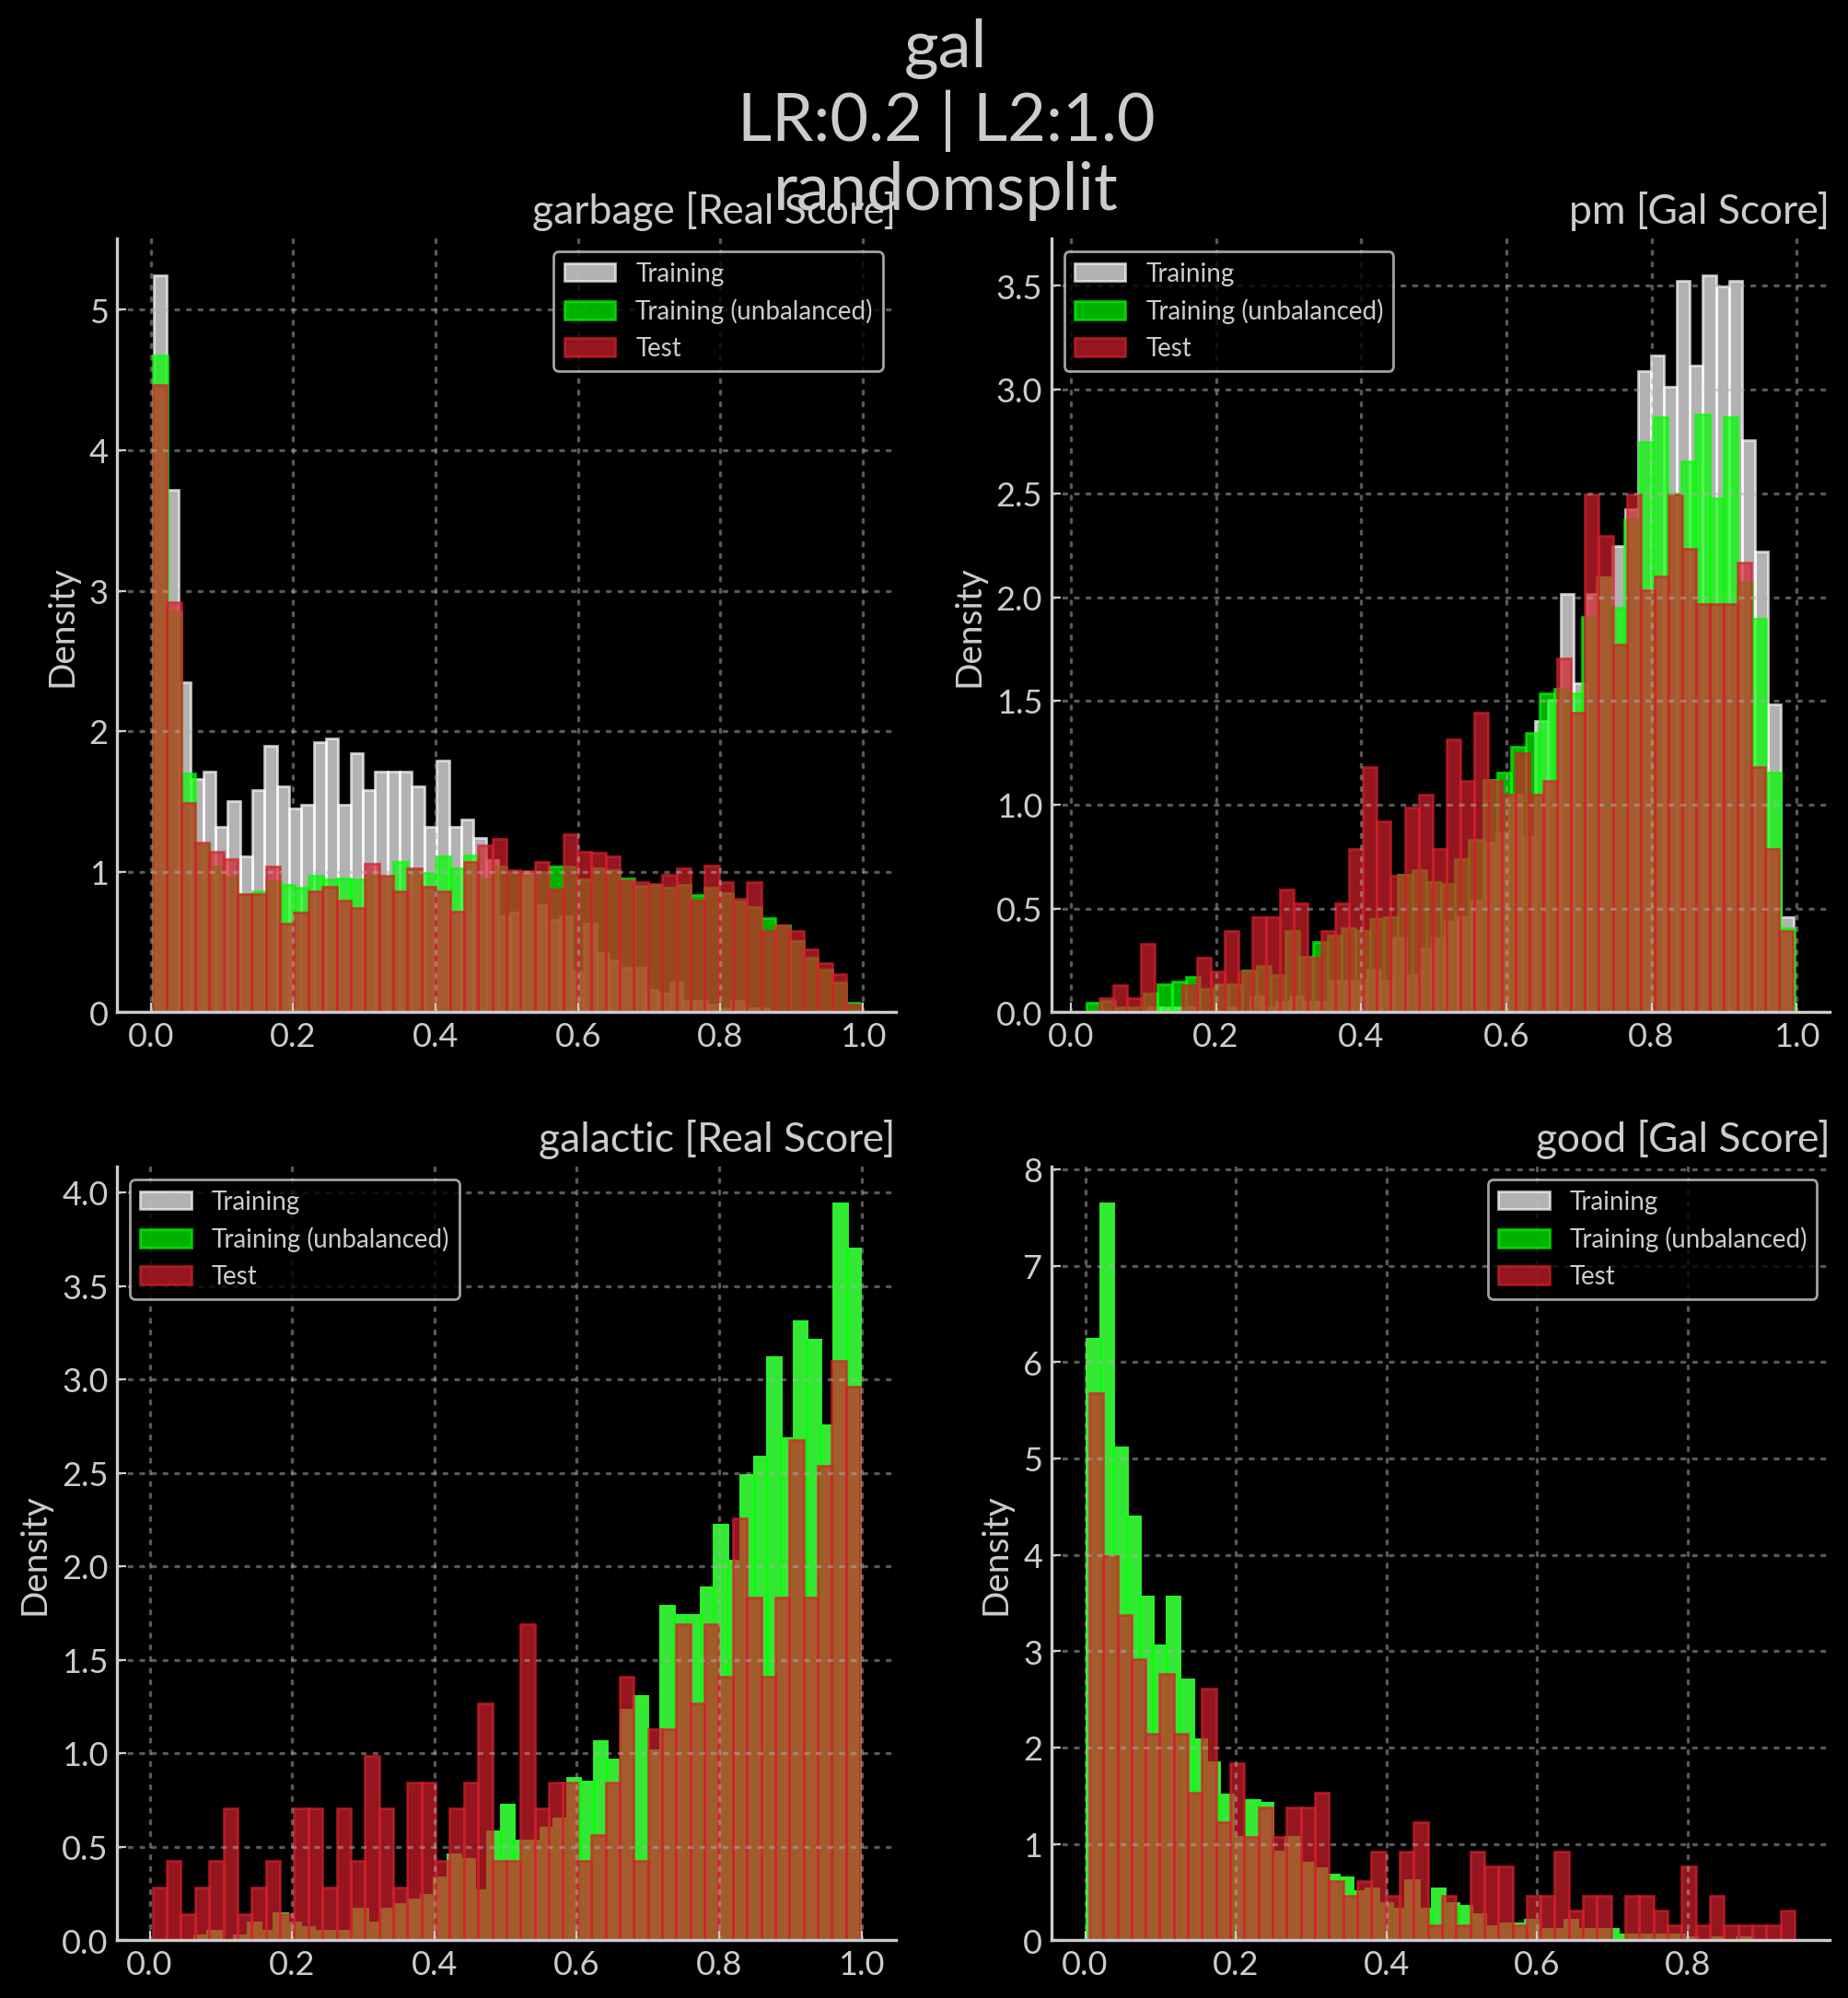 gal
LR:0.2 | L2:1.0
randomsplit
garbage [Real Score]
Training
Training (unbalanced)
Test
Density
5
4
3
2
1
0
0.0 0.2 0.4 0.6 0.8 1.0
pm [Gal Score]
Training
Training (unbalanced)
Test
Density
3.5
3.0
2.5
2.0
1.5
1.0
0.5
0.0
0.0 0.2 0.4 0.6 0.8 1.0
galactic [Real Score]
Training
Training (unbalanced)
Test
Density
4.0
3.5
3.0
2.5
2.0
1.5
1.0
0.5
0.0
0.0 0.2 0.4 0.6 0.8 1.0
good [Gal Score]
Training
Training (unbalanced)
Test
Density
8
7
6
5
4
3
2
1
0
0.0 0.2 0.4 0.6 0.8